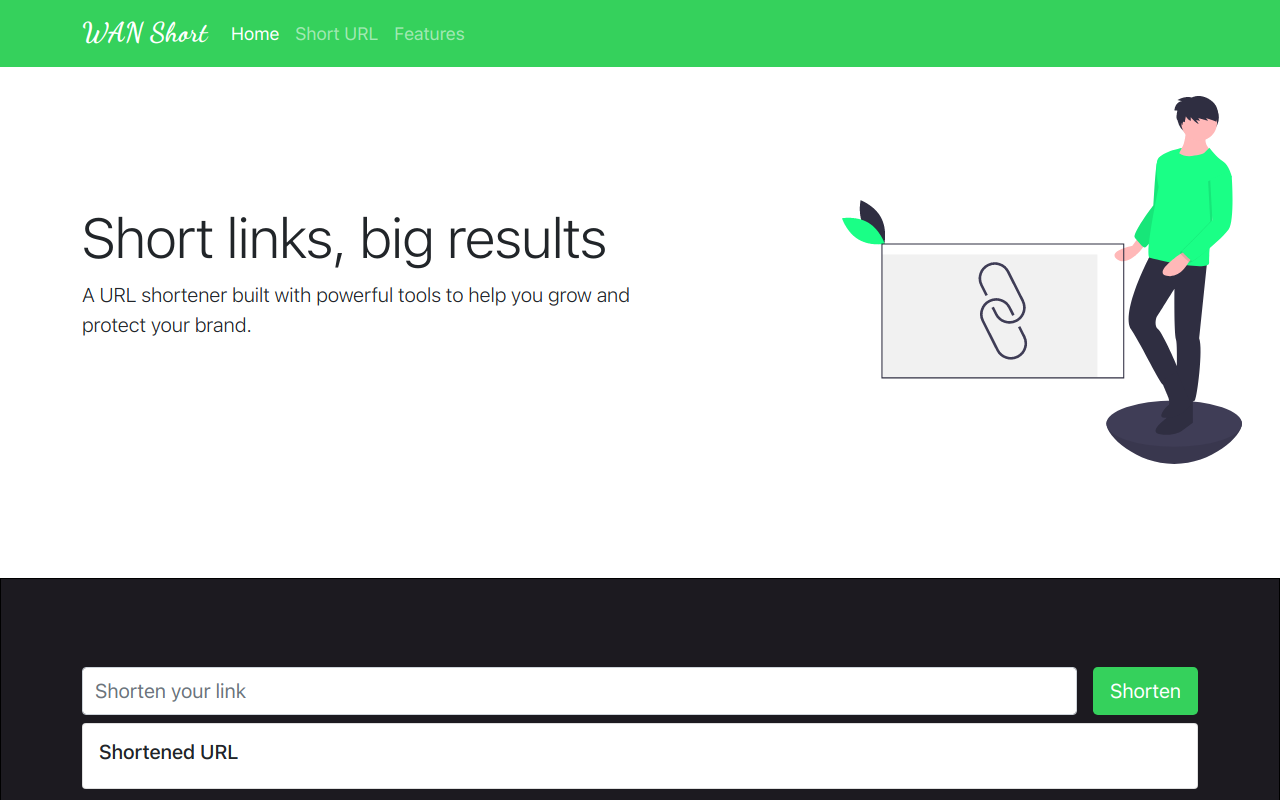 WAN Short Home Short URL Features
Short links, big results
A URL shortener built with powerful tools to help you grow and
protect your brand.
Shorten your link Shorten
Shortened URL